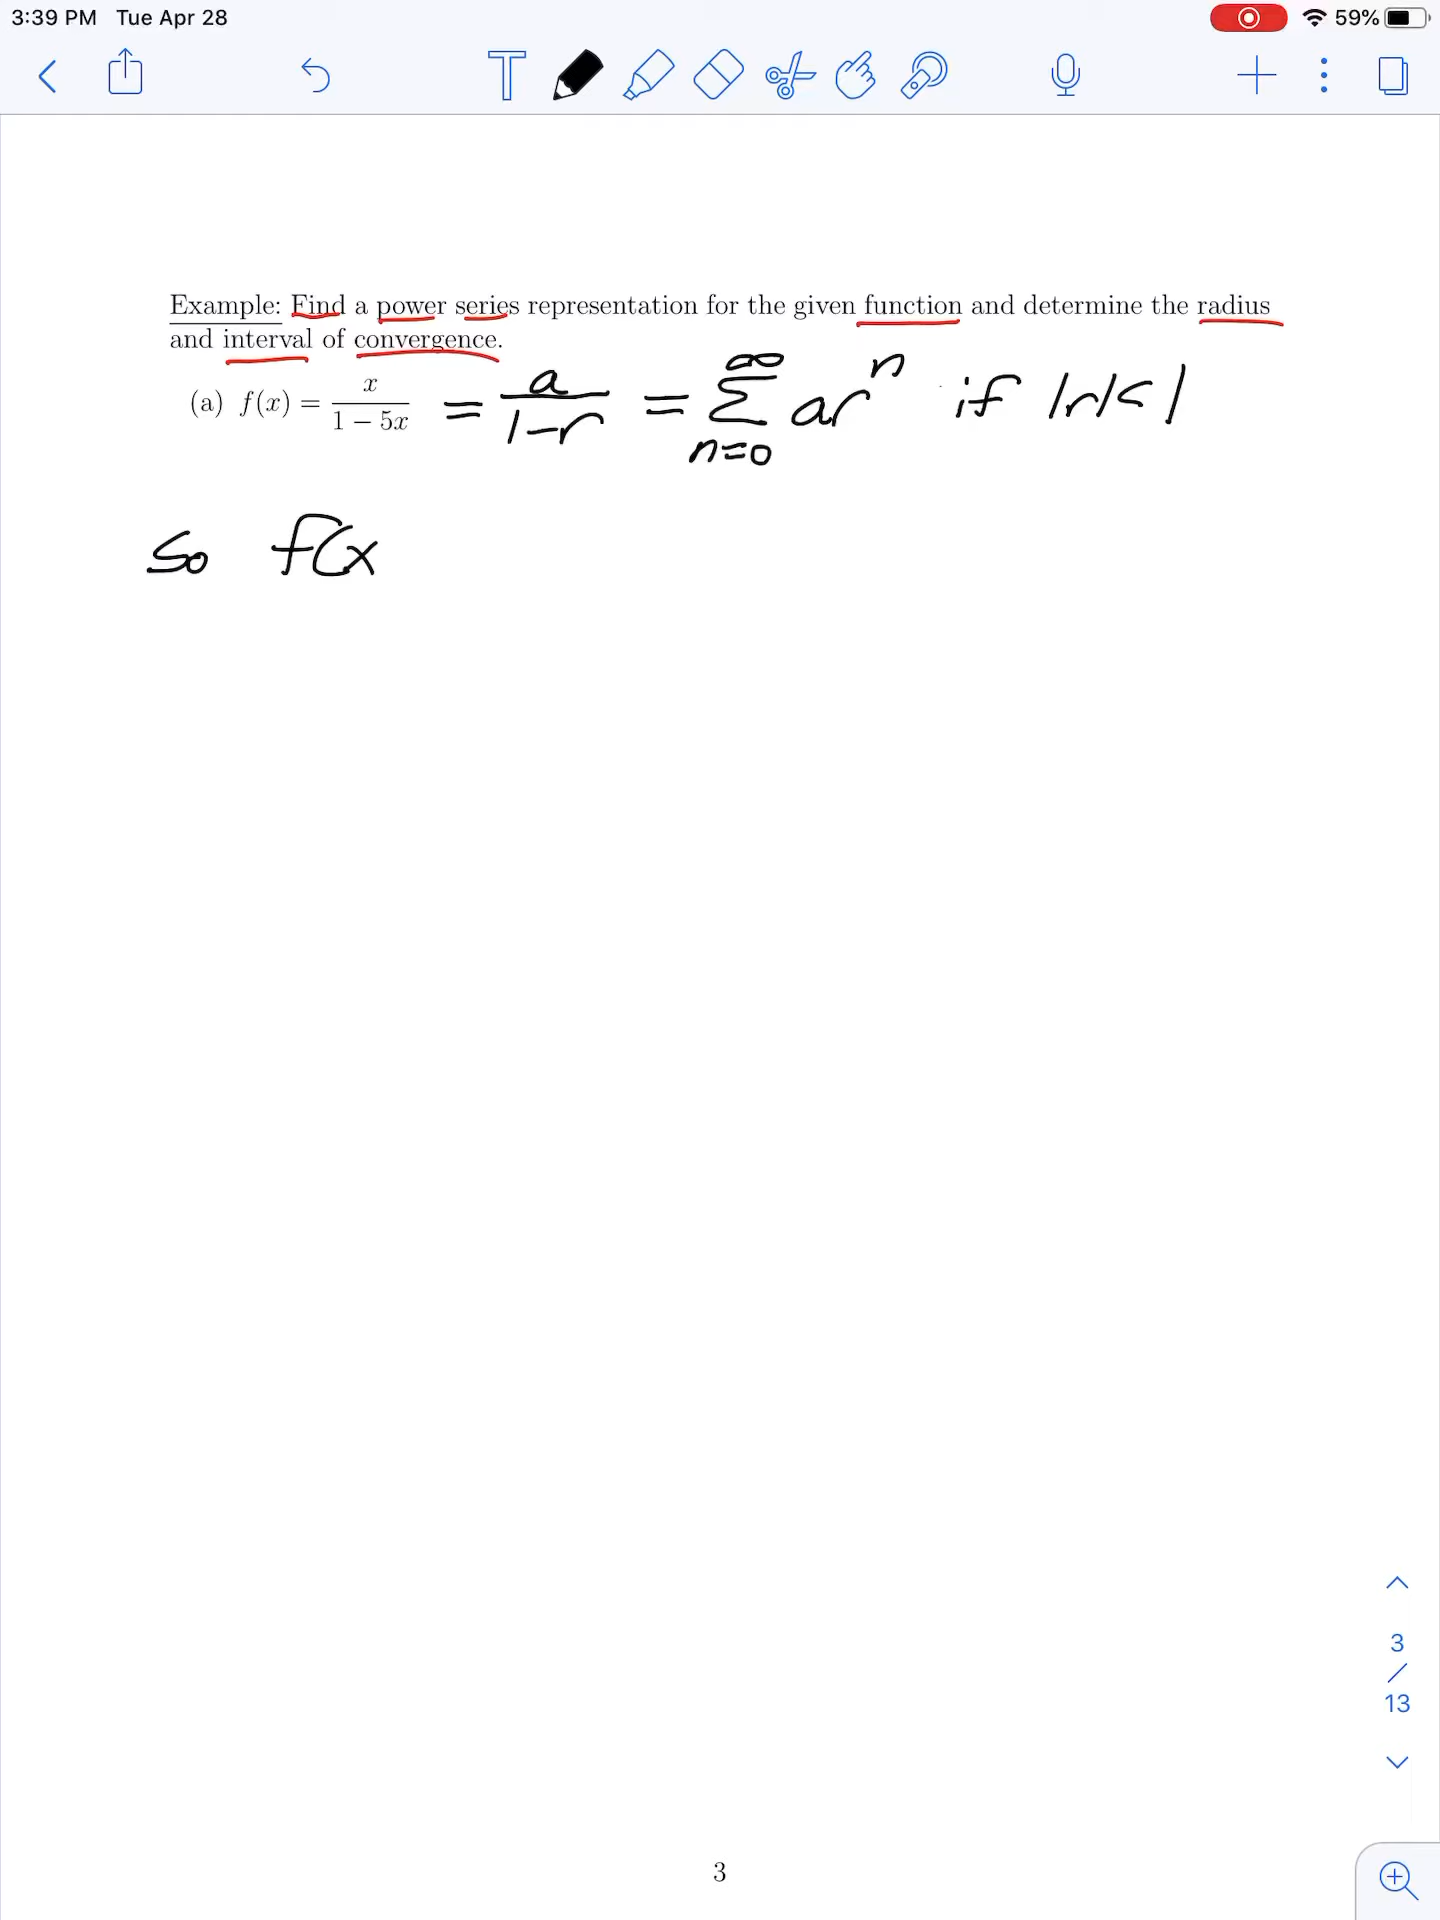 3:39 PM Tue Apr 28 59%
T
Example: Find a power series representation for the given function and determine the radius
and interval of convergence.
(a) f(x) = x/(1 − 5x) = a/(1−r) = ∑_{n=0}^{∞} ar^n if |r|<1
so f(x
3
/
13
3